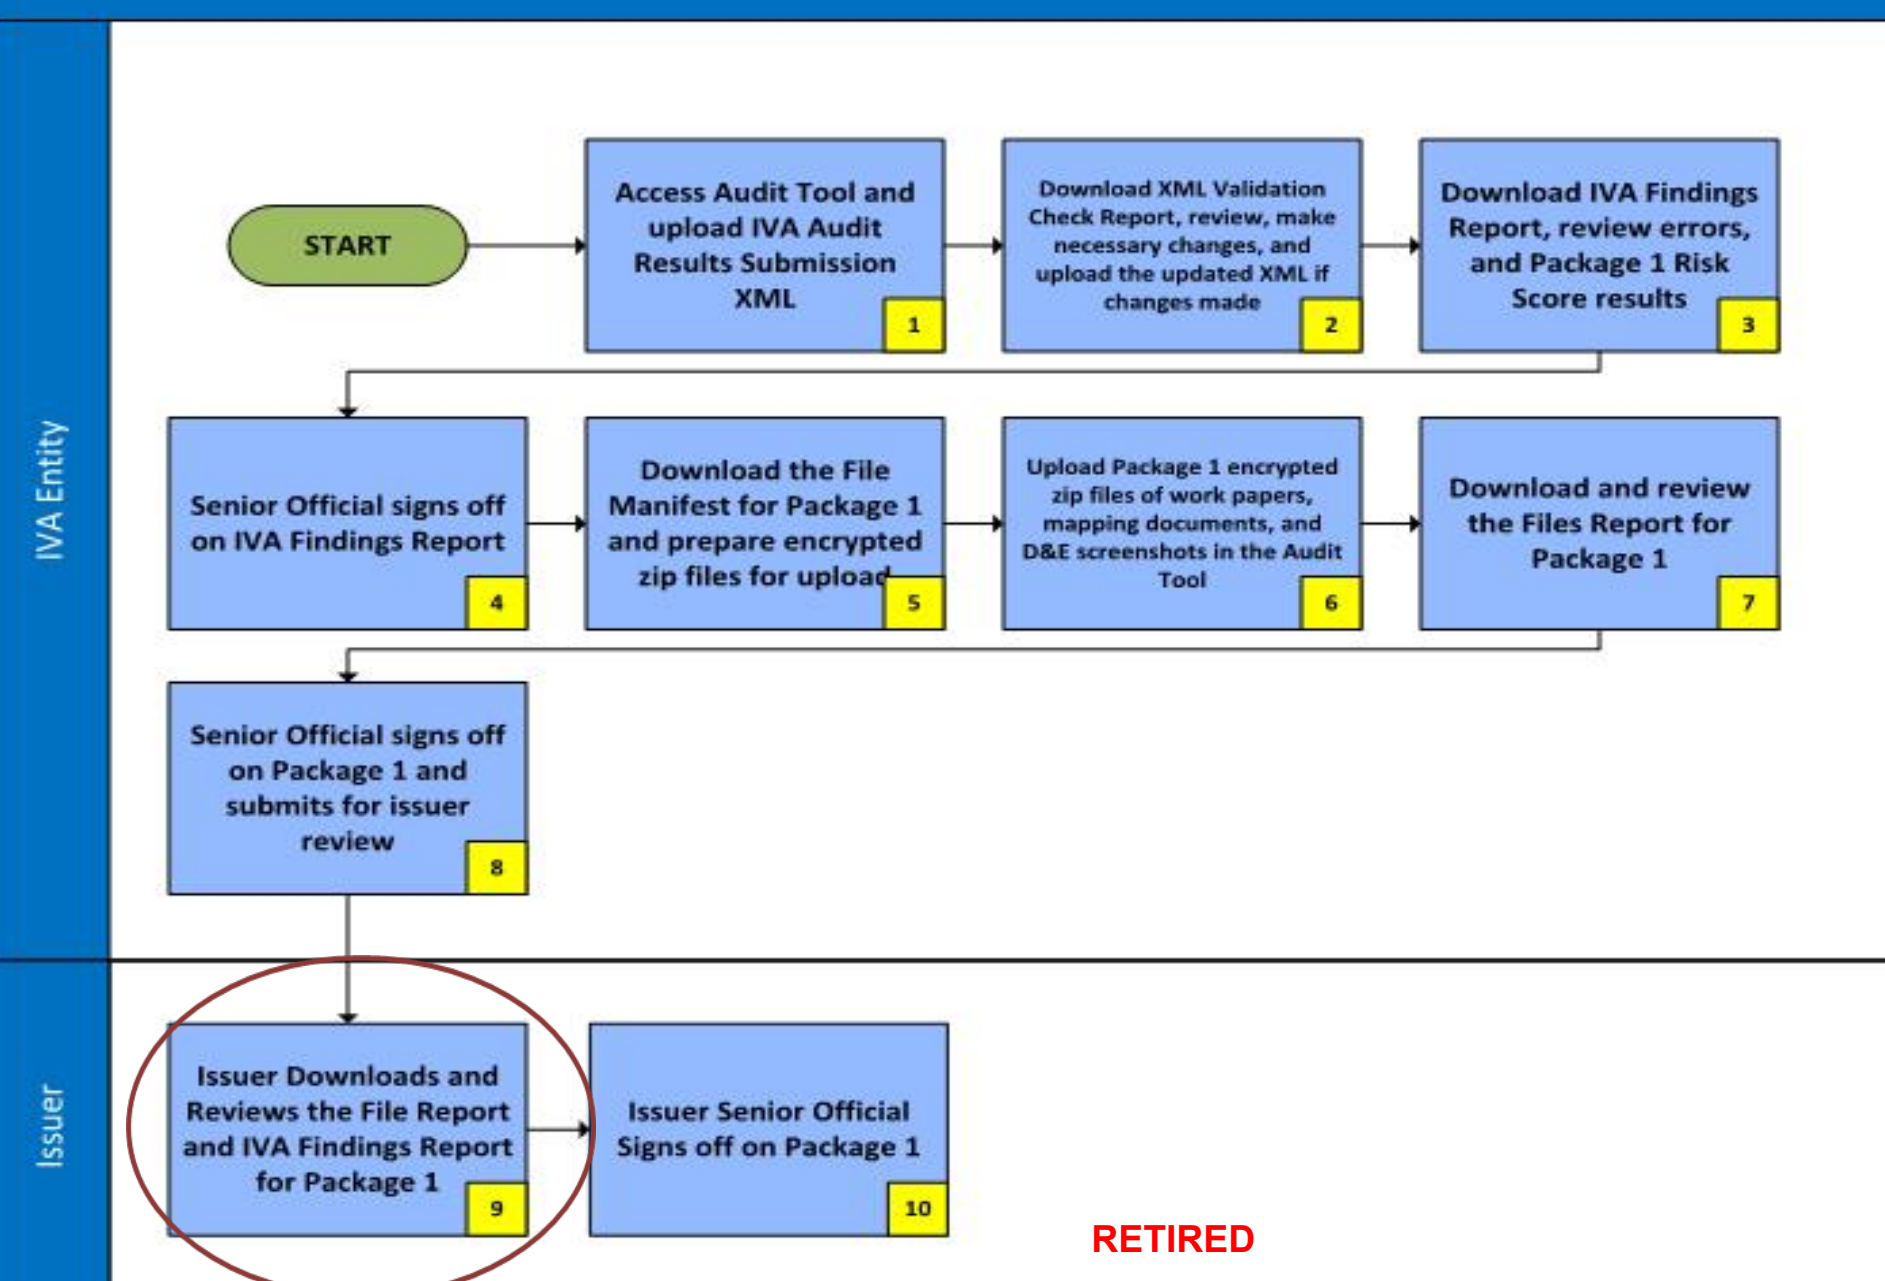 IVA Entity
START
Access Audit Tool and
upload IVA Audit
Results Submission
XML
1
Download XML Validation
Check Report, review, make
necessary changes, and
upload the updated XML if
changes made
2
Download IVA Findings
Report, review errors,
and Package 1 Risk
Score results
3
Senior Official signs off
on IVA Findings Report
4
Download the File
Manifest for Package 1
and prepare encrypted
zip files for upload
5
Upload Package 1 encrypted
zip files of work papers,
mapping documents, and
D&E screenshots in the Audit
Tool
6
Download and review
the Files Report for
Package 1
7
Senior Official signs off
on Package 1 and
submits for issuer
review
8
Issuer
Issuer Downloads and
Reviews the File Report
and IVA Findings Report
for Package 1
9
Issuer Senior Official
Signs off on Package 1
10
RETIRED